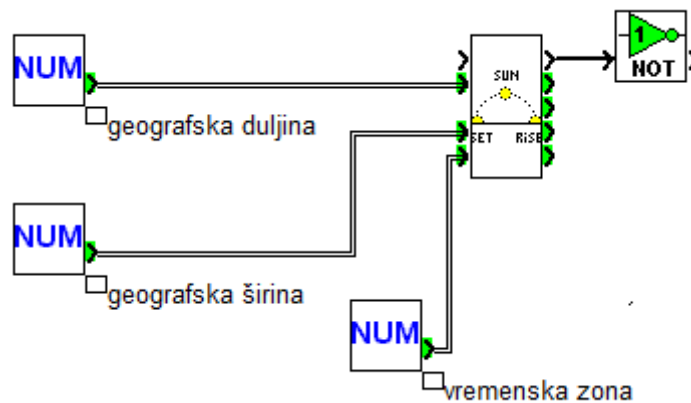 1
NOT
NUM
SUN
geografska duljina
SET RiSE
NUM
geografska širina
NUM
vremenska zona